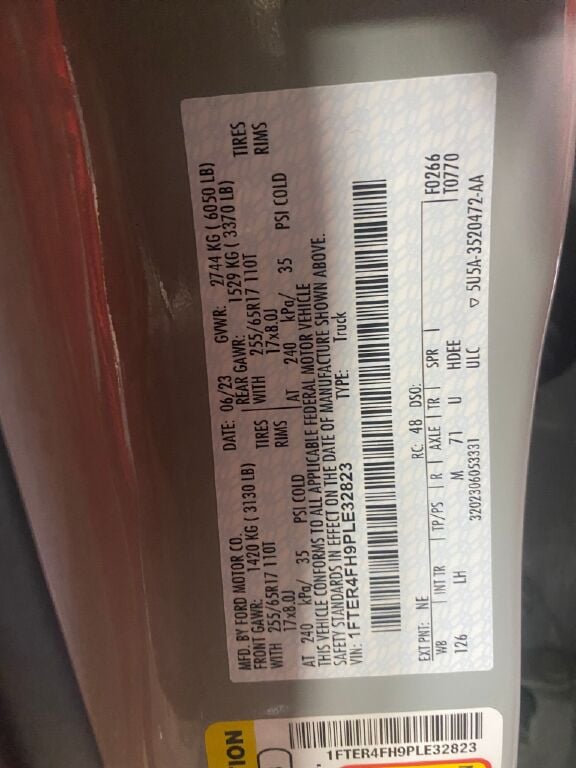 MFD. BY FORD MOTOR CO. DATE: 06/23 GVWR: 2744 KG ( 6050 LB)
FRONT GAWR: 1420 KG ( 3130 LB) REAR GAWR: 1529 KG ( 3370 LB)
WITH 255/65R17 110T TIRES WITH 255/65R17 110T TIRES
17x8.0J RIMS 17x8.0J RIMS
AT 240 kPa/ 35 PSI COLD AT 240 kPa/ 35 PSI COLD
THIS VEHICLE CONFORMS TO ALL APPLICABLE FEDERAL MOTOR VEHICLE
SAFETY STANDARDS IN EFFECT ON THE DATE OF MANUFACTURE SHOWN ABOVE.
VIN: 1FTER4FH9PLE32823 TYPE: Truck
F0266
T0770
EXT PNT: NE RC: 48 DSO:
WB INT TR TP/PS R AXLE TR SPR
126 LH M 71 U HDEE
3202306053331 ULC ▽ 5U5A-3520472-AA
TION
1FTER4FH9PLE32823